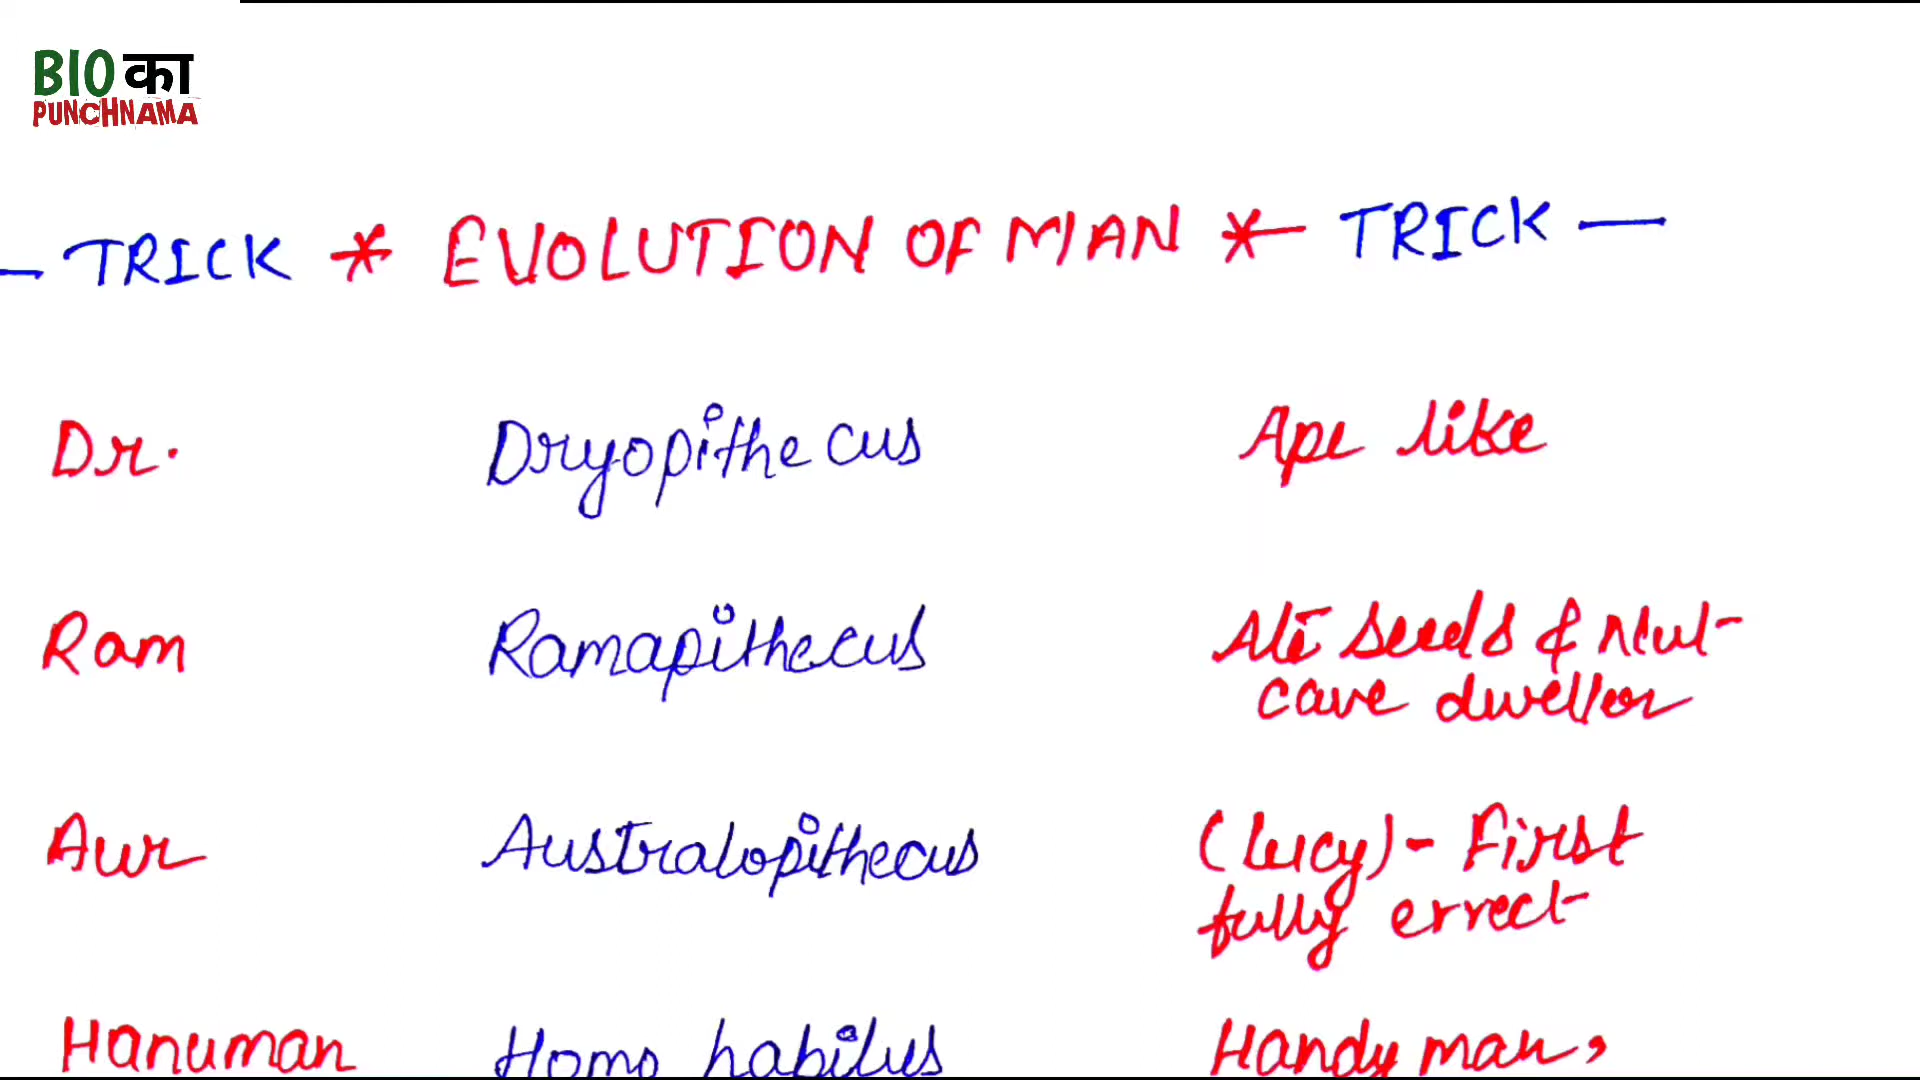 BIO का
PUNCHNAMA
- TRICK * EVOLUTION OF MAN *- TRICK —
Dr. Dryopithecus Ape like
Ram Ramapithecus Ate seeds & Nut
cave dweller
Aur Australopithecus (Lucy) - First
fully errect
Hanuman Homo habilus Handy man,